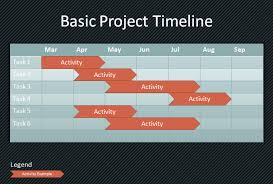 Basic Project Timeline
Mar Apr May Jun Jul Aug Sep
Task 1 Activity
Task 2 Activity
Task 3 Activity
Task 4 Activity
Task 5 Activity
Task 6 Activity
Legend
Activity Example